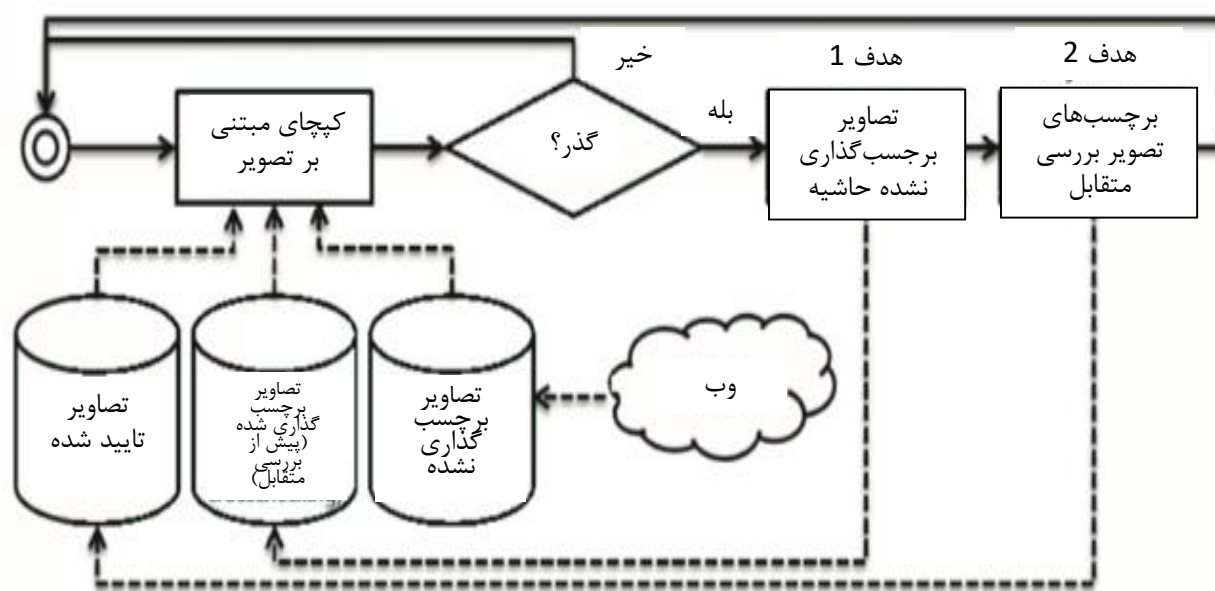 خیر
هدف 1
هدف 2
کپچای مبتنی
بر تصویر
گذر؟
بله
تصاویر
برجسب‌گذاری
نشده حاشیه
برچسب‌های
تصویر بررسی
متقابل
تصاویر
تایید شده
تصاویر
برچسب
گذاری شده
(پیش از
بررسی
متقابل)
تصاویر
برچسب
گذاری
نشده
وب